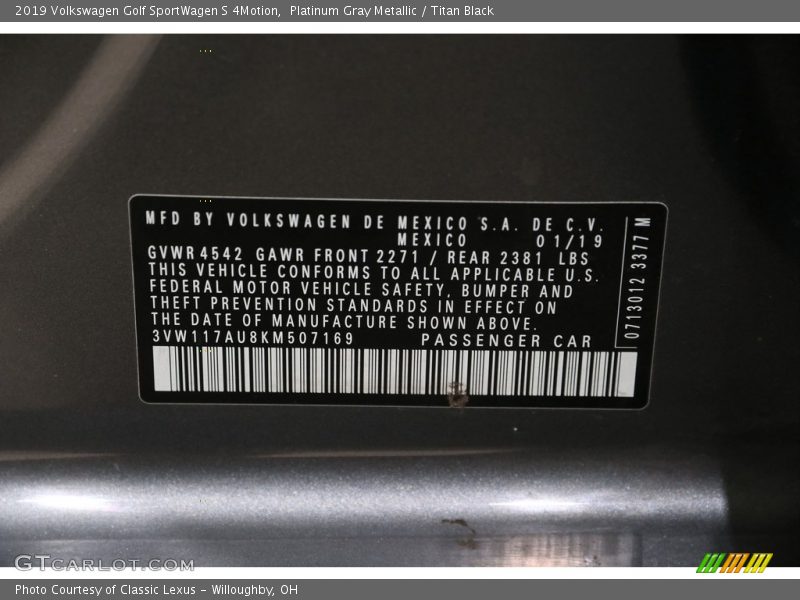 2019 Volkswagen Golf SportWagen S 4Motion,  Platinum Gray Metallic / Titan Black
MFD BY VOLKSWAGEN DE MEXICO S.A. DE C.V.
MEXICO 01/19
GVWR 4542 GAWR FRONT 2271 / REAR 2381 LBS
THIS VEHICLE CONFORMS TO ALL APPLICABLE U.S.
FEDERAL MOTOR VEHICLE SAFETY, BUMPER AND
THEFT PREVENTION STANDARDS IN EFFECT ON
THE DATE OF MANUFACTURE SHOWN ABOVE.
3VW117AU8KM507169 PASSENGER CAR
0713012 3377 M
GTCARLOT.COM
Photo Courtesy of Classic Lexus - Willoughby, OH